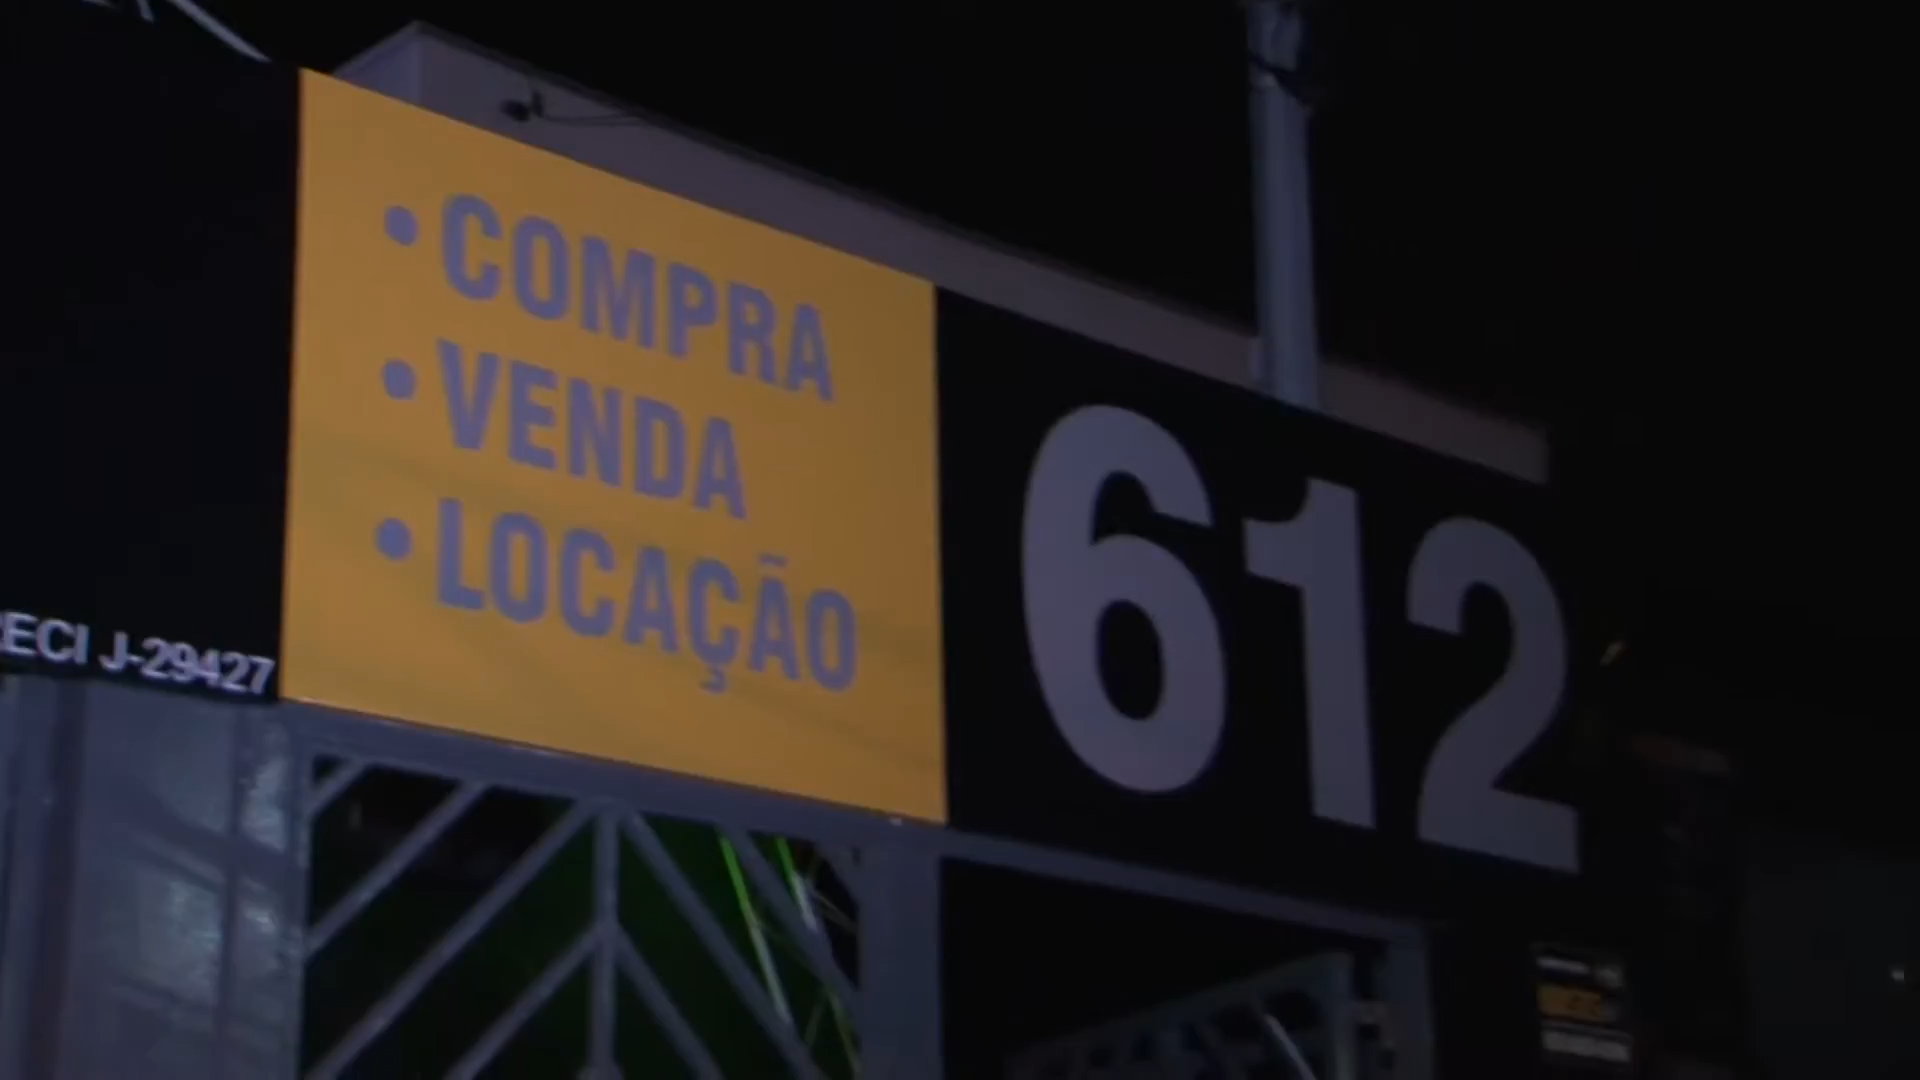 • COMPRA
• VENDA
• LOCAÇÃO
612
ECI J-29427